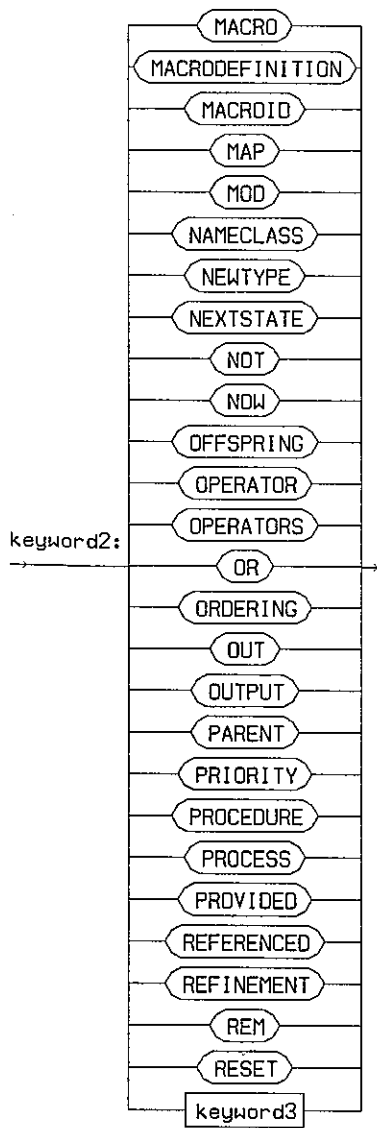 MACRO
MACRODEFINITION
MACROID
MAP
MOD
NAMECLASS
NEWTYPE
NEXTSTATE
NOT
NOW
OFFSPRING
OPERATOR
OPERATORS
keyword2:
OR
ORDERING
OUT
OUTPUT
PARENT
PRIORITY
PROCEDURE
PROCESS
PROVIDED
REFERENCED
REFINEMENT
REM
RESET
keyword3